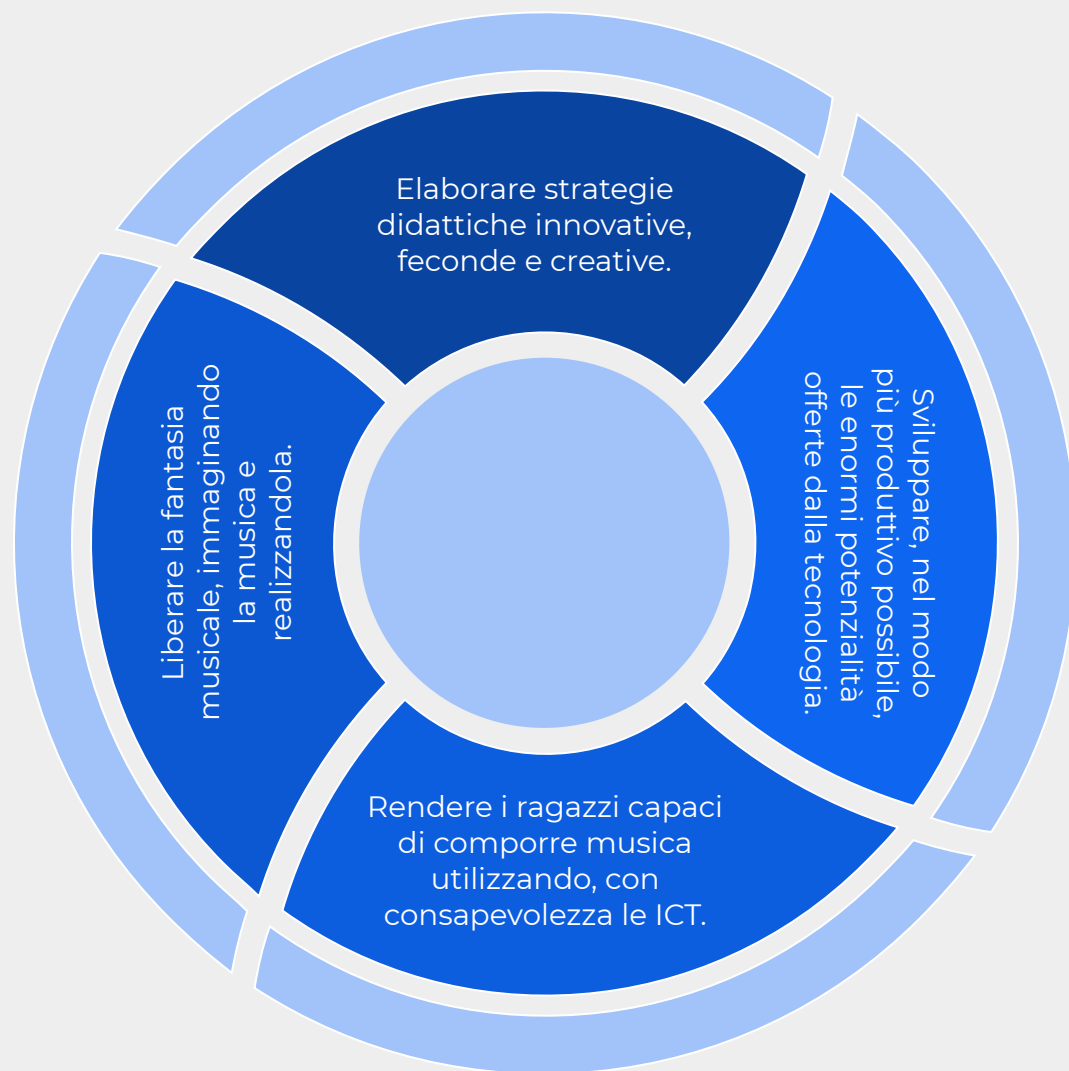 Elaborare strategie
didattiche innovative,
feconde e creative.
Sviluppare, nel modo
più produttivo possibile,
le enormi potenzialità
offerte dalla tecnologia.
Rendere i ragazzi capaci
di comporre musica
utilizzando, con
consapevolezza le ICT.
Liberare la fantasia
musicale, immaginando
la musica e
realizzandola.